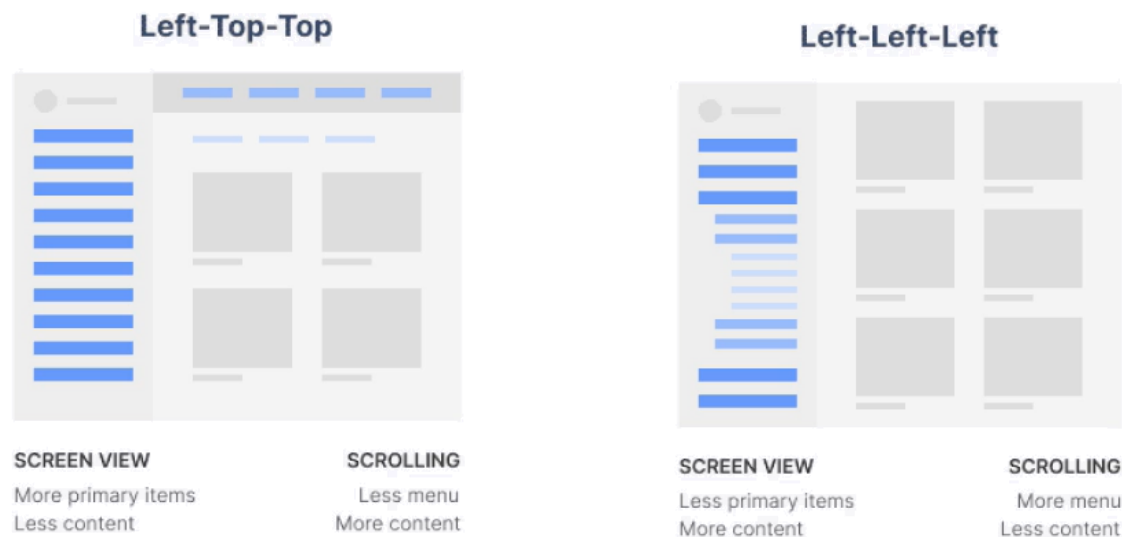 Left-Top-Top
SCREEN VIEW
More primary items
Less content
SCROLLING
Less menu
More content
Left-Left-Left
SCREEN VIEW
Less primary items
More content
SCROLLING
More menu
Less content